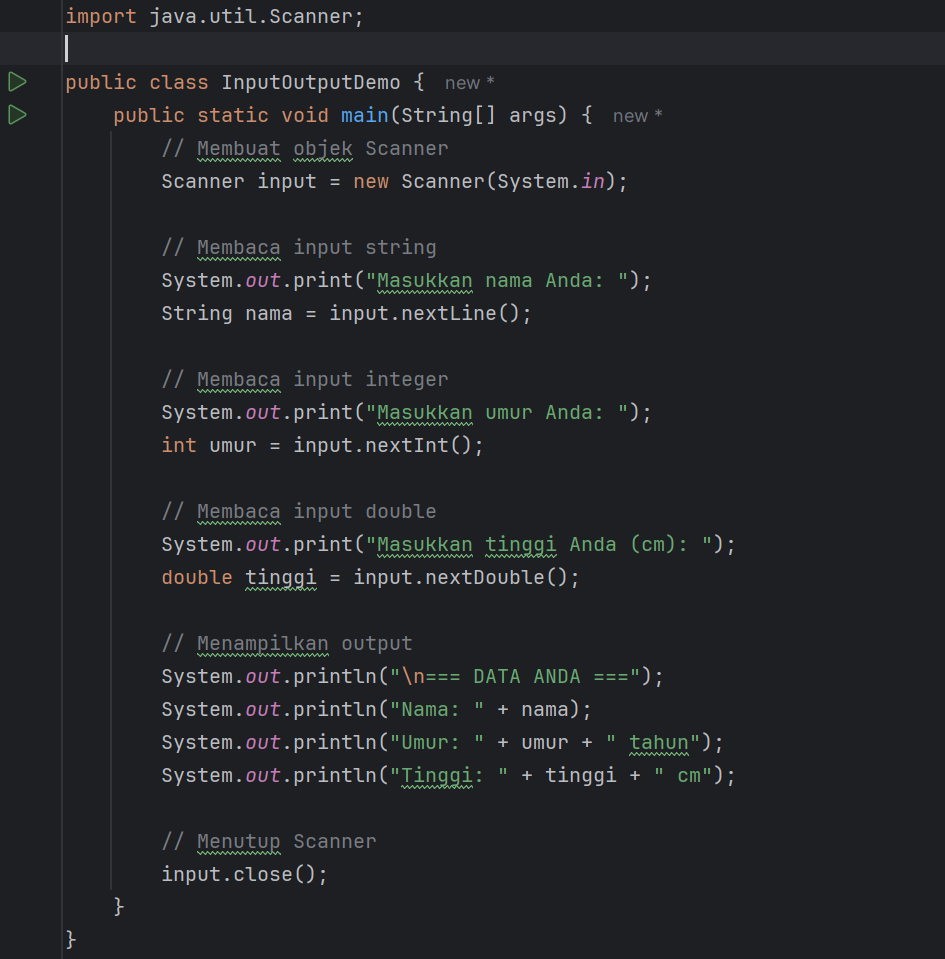 import java.util.Scanner;
public class InputOutputDemo {  new *
    public static void main(String[] args) {  new *
        // Membuat objek Scanner
        Scanner input = new Scanner(System.in);

        // Membaca input string
        System.out.print("Masukkan nama Anda: ");
        String nama = input.nextLine();

        // Membaca input integer
        System.out.print("Masukkan umur Anda: ");
        int umur = input.nextInt();

        // Membaca input double
        System.out.print("Masukkan tinggi Anda (cm): ");
        double tinggi = input.nextDouble();

        // Menampilkan output
        System.out.println("\n=== DATA ANDA ===");
        System.out.println("Nama: " + nama);
        System.out.println("Umur: " + umur + " tahun");
        System.out.println("Tinggi: " + tinggi + " cm");

        // Menutup Scanner
        input.close();
    }
}